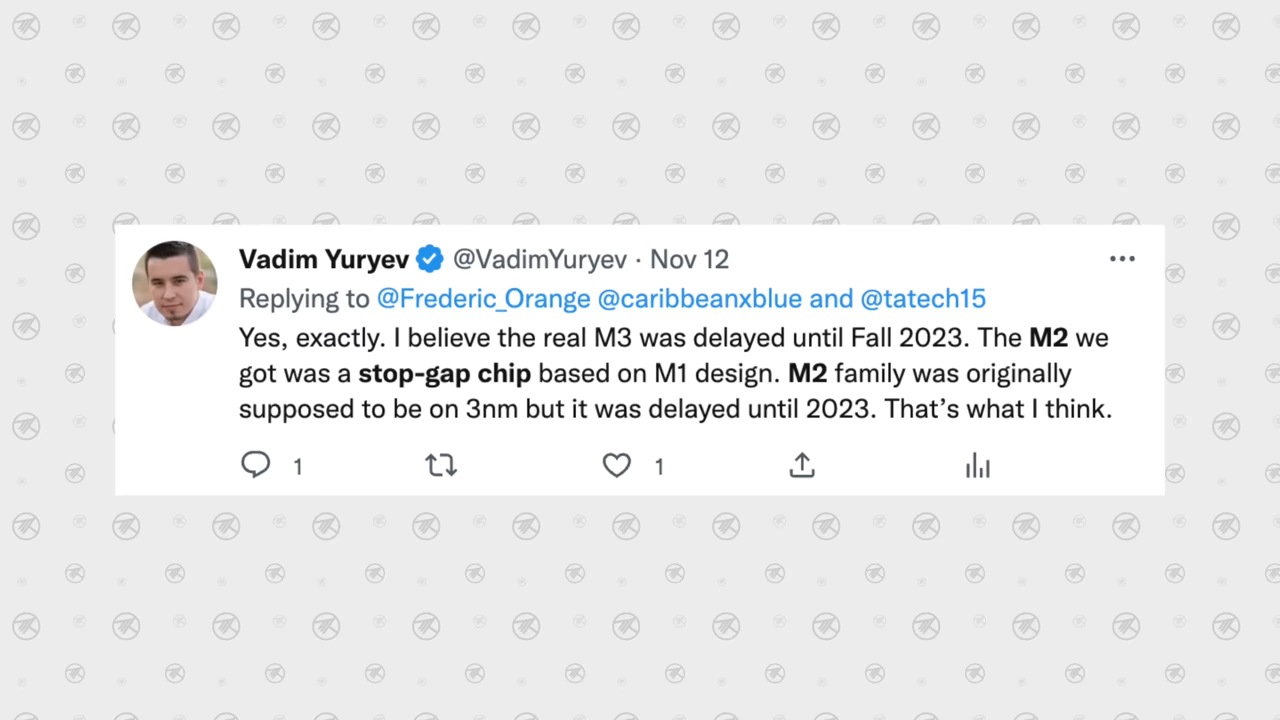 Vadim Yuryev @VadimYuryev · Nov 12
Replying to @Frederic_Orange @caribbeanxblue and @tatech15
Yes, exactly. I believe the real M3 was delayed until Fall 2023. The M2 we
got was a stop-gap chip based on M1 design. M2 family was originally
supposed to be on 3nm but it was delayed until 2023. That’s what I think.
1 1